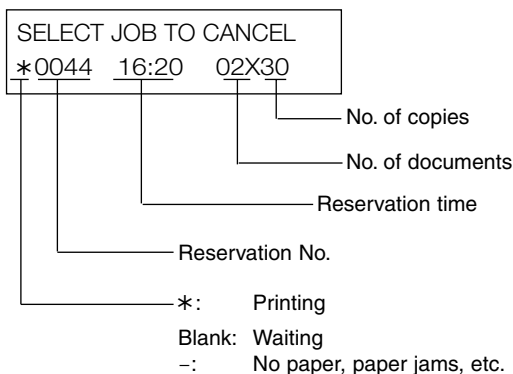 SELECT JOB TO CANCEL
*0044 16:20 02X30
No. of copies
No. of documents
Reservation time
Reservation No.
*: Printing
Blank: Waiting
–: No paper, paper jams, etc.